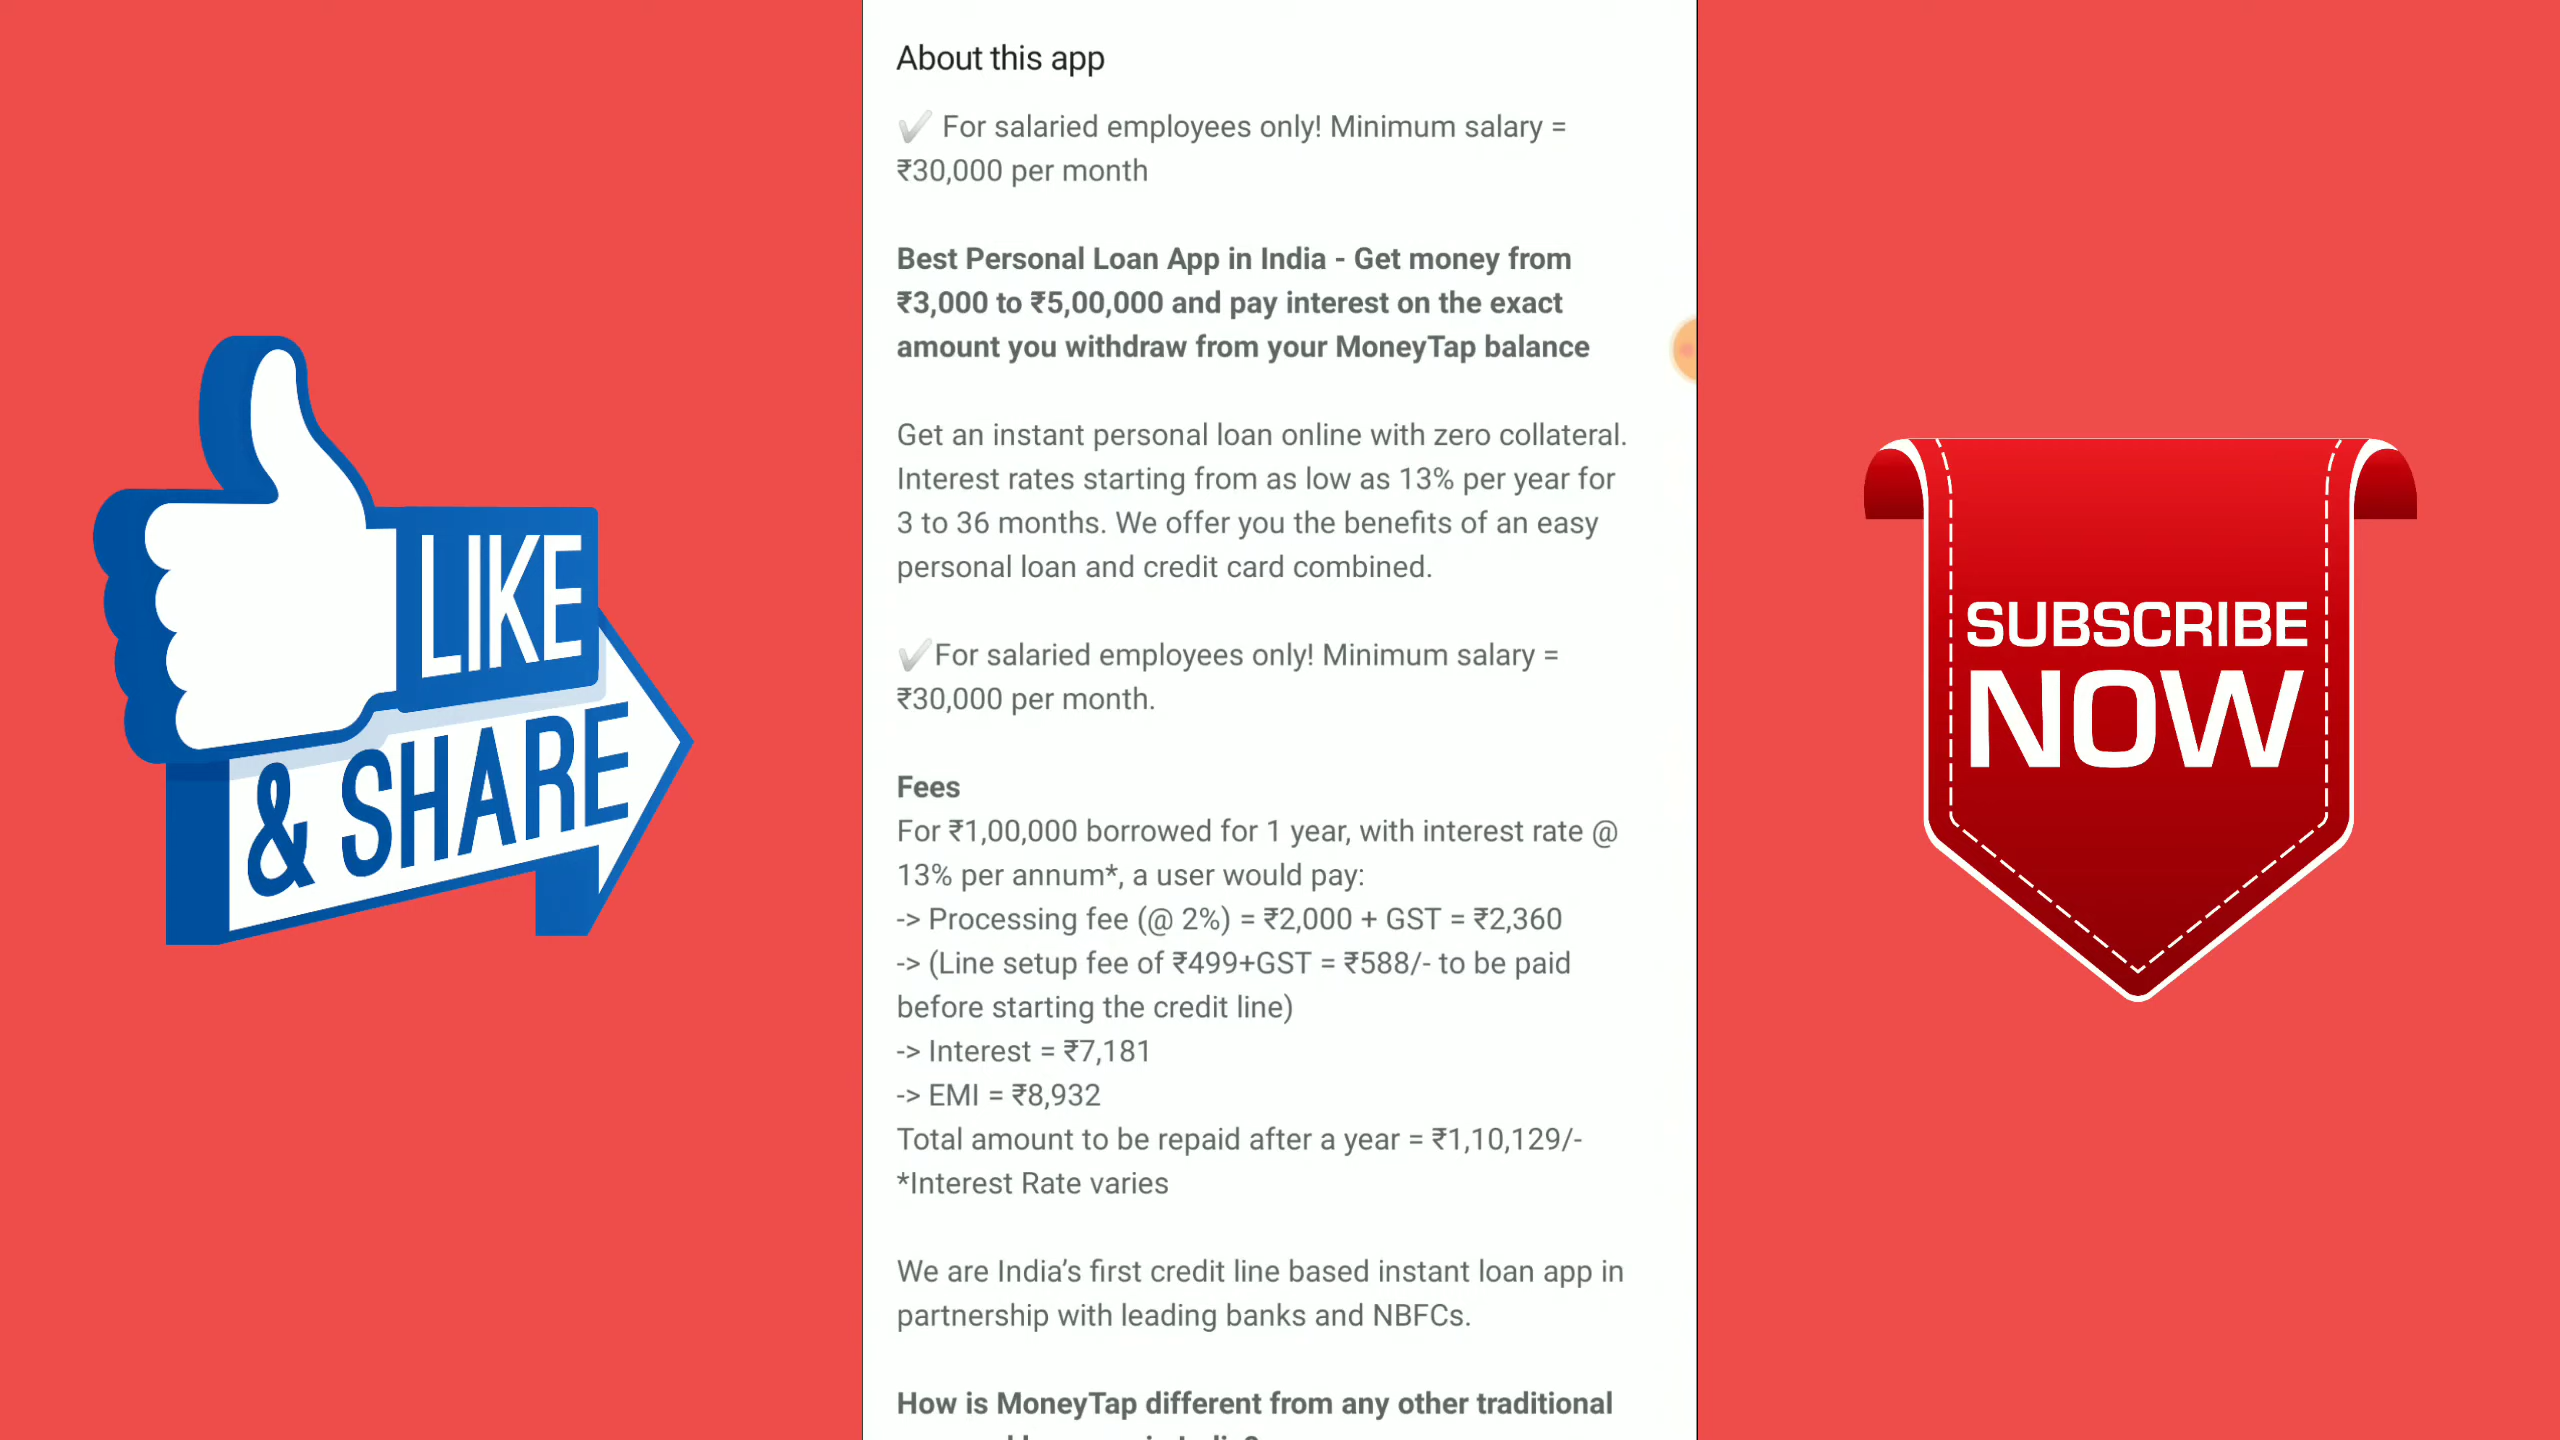 About this app
✔ For salaried employees only! Minimum salary =
₹30,000 per month
Best Personal Loan App in India - Get money from
₹3,000 to ₹5,00,000 and pay interest on the exact
amount you withdraw from your MoneyTap balance
Get an instant personal loan online with zero collateral.
Interest rates starting from as low as 13% per year for
3 to 36 months. We offer you the benefits of an easy
personal loan and credit card combined.
✔For salaried employees only! Minimum salary =
₹30,000 per month.
Fees
For ₹1,00,000 borrowed for 1 year, with interest rate @
13% per annum*, a user would pay:
-> Processing fee (@ 2%) = ₹2,000 + GST = ₹2,360
-> (Line setup fee of ₹499+GST = ₹588/- to be paid
before starting the credit line)
-> Interest = ₹7,181
-> EMI = ₹8,932
Total amount to be repaid after a year = ₹1,10,129/-
*Interest Rate varies
We are India’s first credit line based instant loan app in
partnership with leading banks and NBFCs.
How is MoneyTap different from any other traditional
LIKE
& SHARE
SUBSCRIBE
NOW